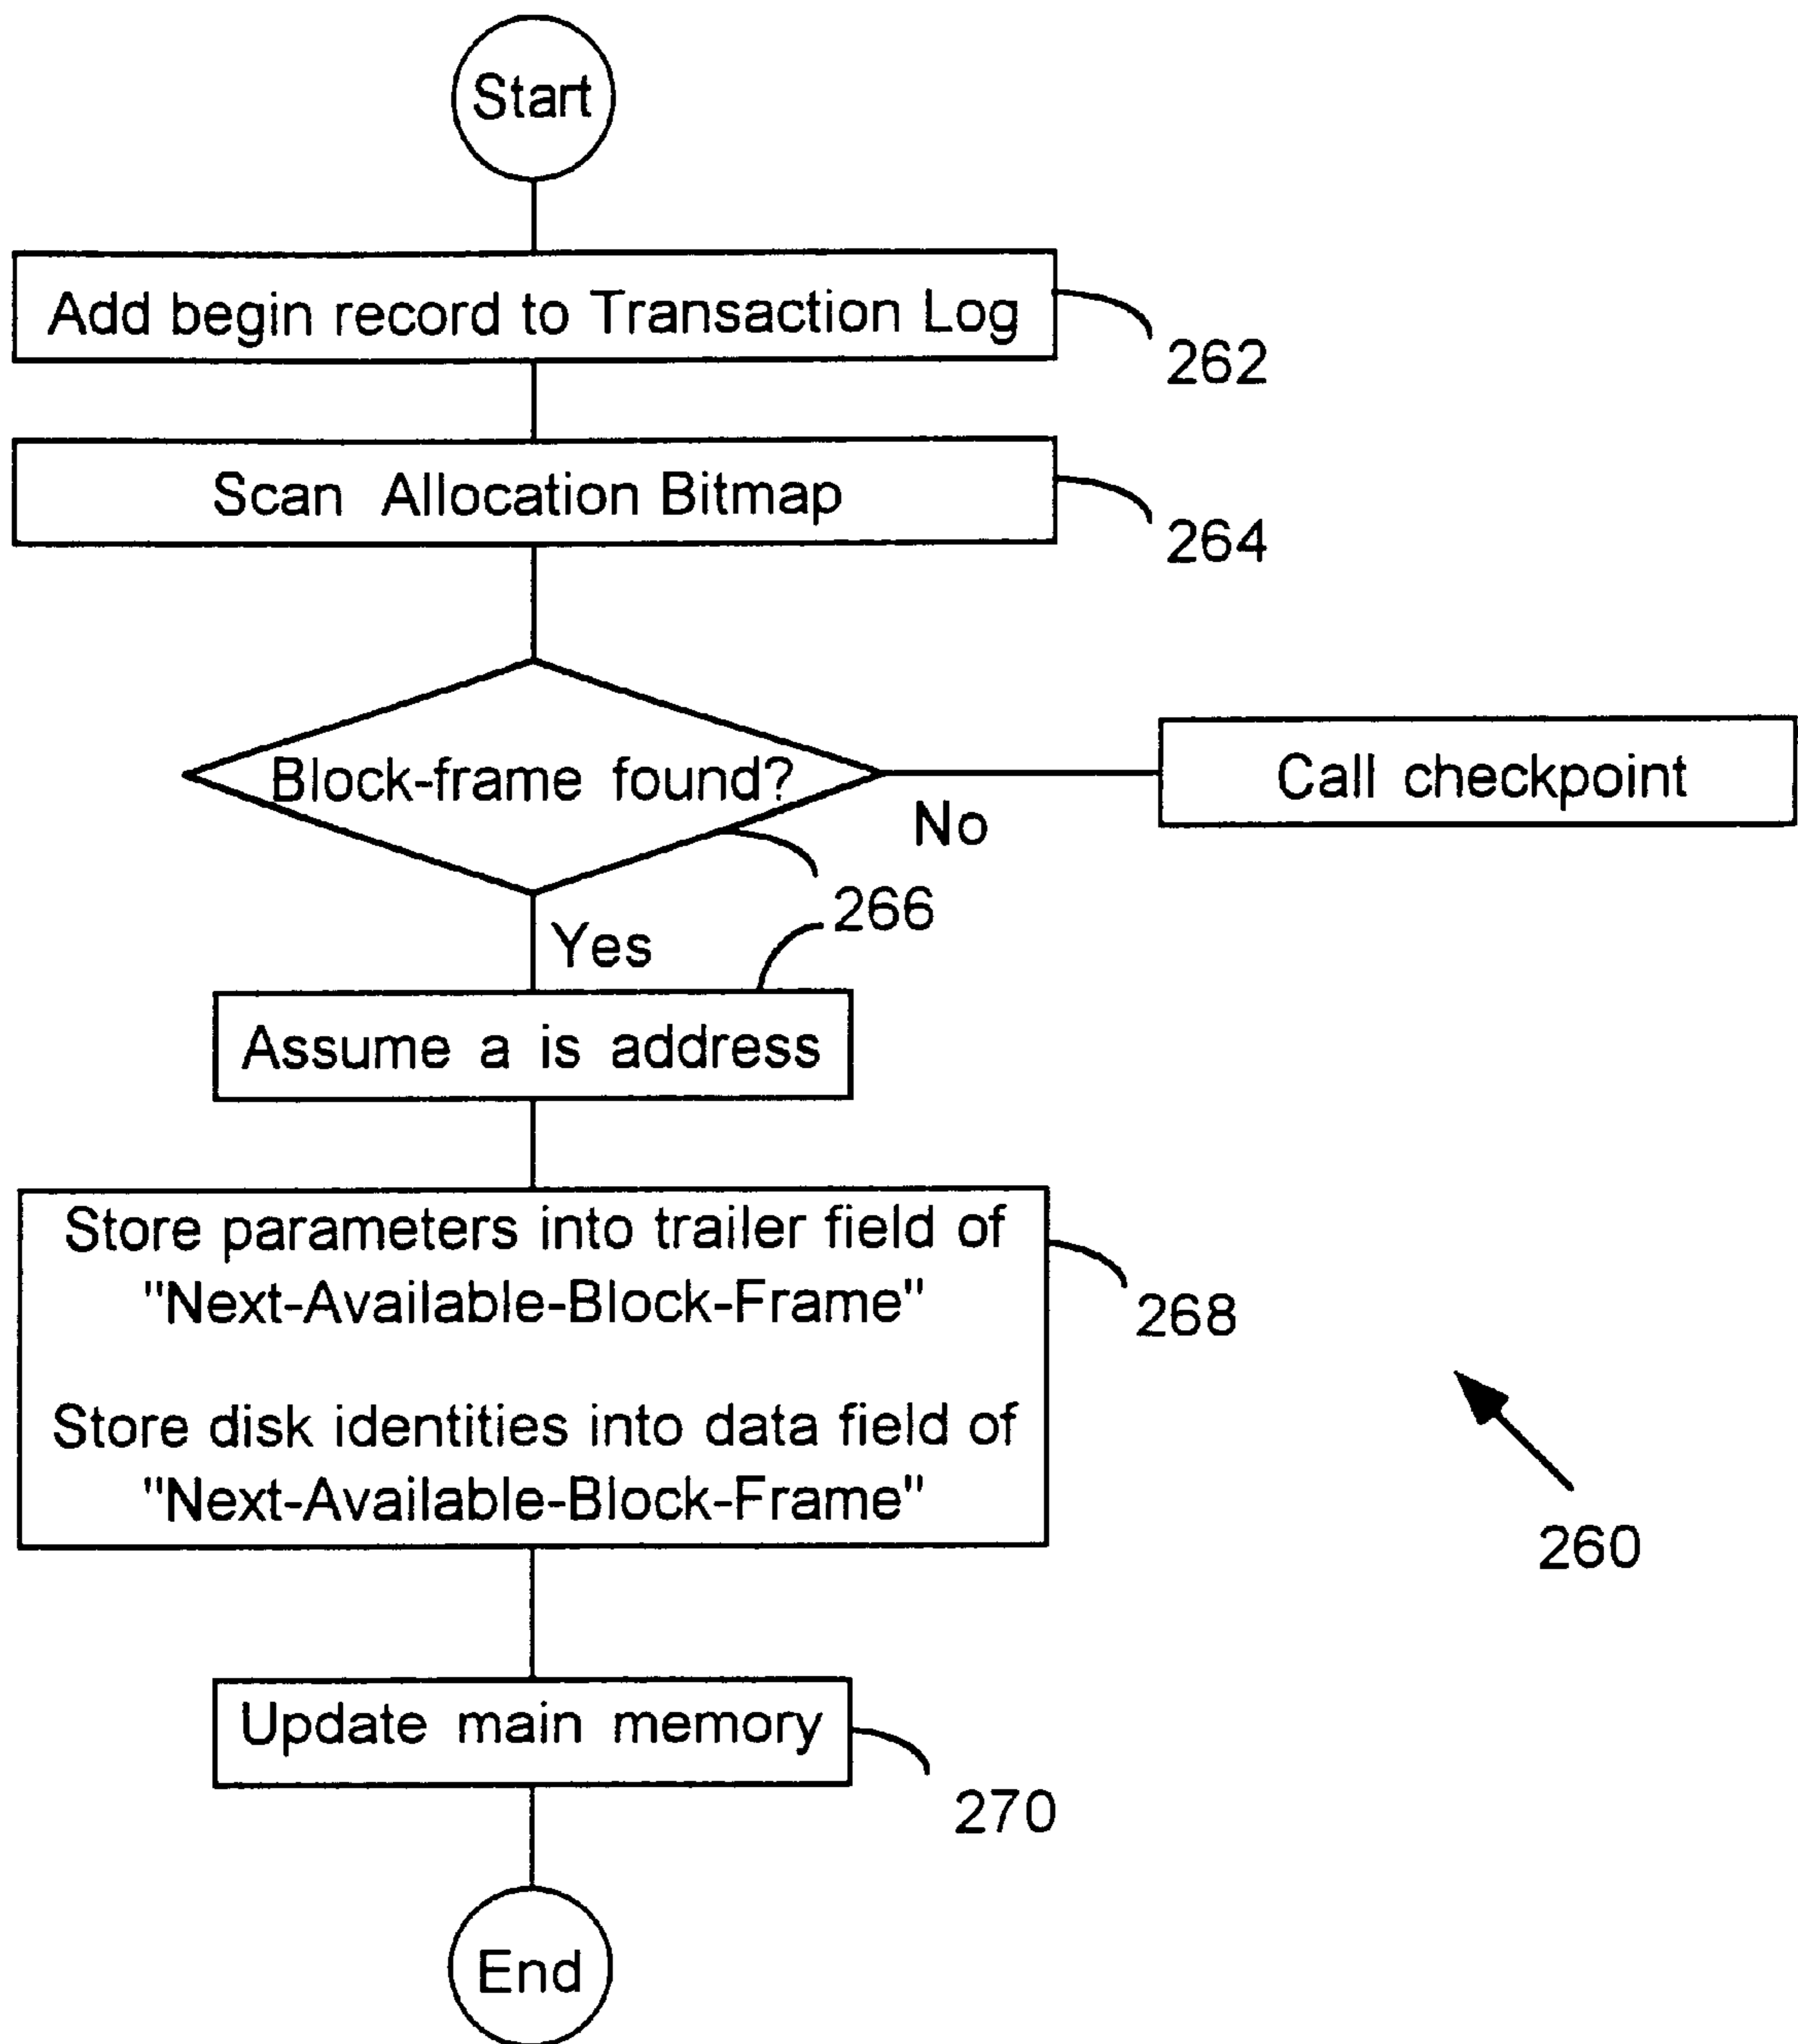 Start
Add begin record to Transaction Log
262
Scan Allocation Bitmap
264
Block-frame found?
No
Call checkpoint
266
Yes
266
Assume a is address
Store parameters into trailer field of
"Next-Available-Block-Frame"
268
Store disk identities into data field of
"Next-Available-Block-Frame"
260
Update main memory
270
End